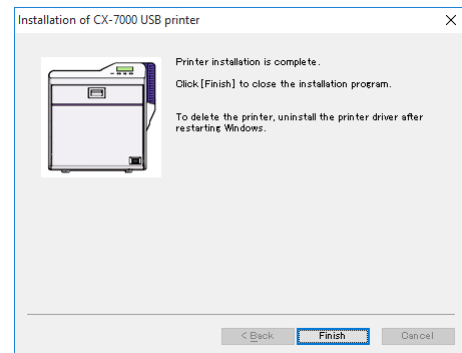 Installation of CX-7000 USB printer
Printer installation is complete.
Click [Finish] to close the installation program.
To delete the printer, uninstall the printer driver after
restarting Windows.
< Back
Finish
Cancel